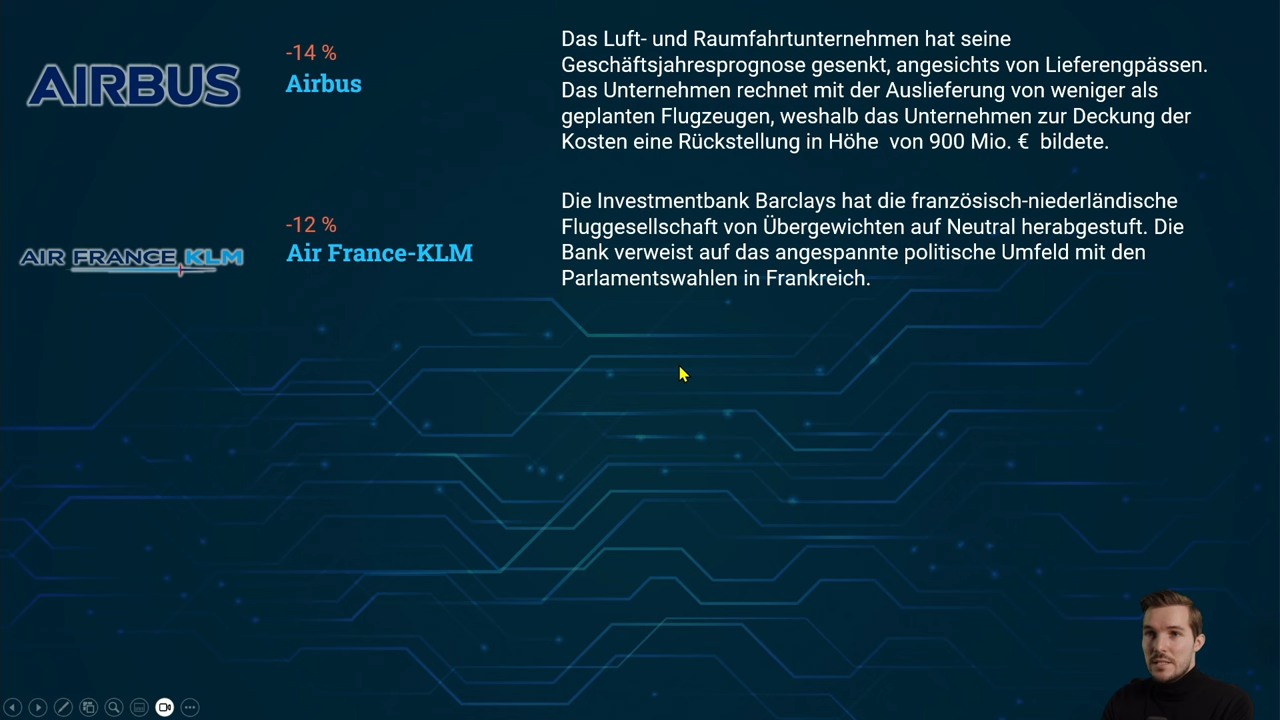 AIRBUS
-14 %
Airbus
Das Luft- und Raumfahrtunternehmen hat seine
Geschäftsjahresprognose gesenkt, angesichts von Lieferengpässen.
Das Unternehmen rechnet mit der Auslieferung von weniger als
geplanten Flugzeugen, weshalb das Unternehmen zur Deckung der
Kosten eine Rückstellung in Höhe  von 900 Mio. €  bildete.
AIR FRANCE KLM
-12 %
Air France-KLM
Die Investmentbank Barclays hat die französisch-niederländische
Fluggesellschaft von Übergewichten auf Neutral herabgestuft. Die
Bank verweist auf das angespannte politische Umfeld mit den
Parlamentswahlen in Frankreich.